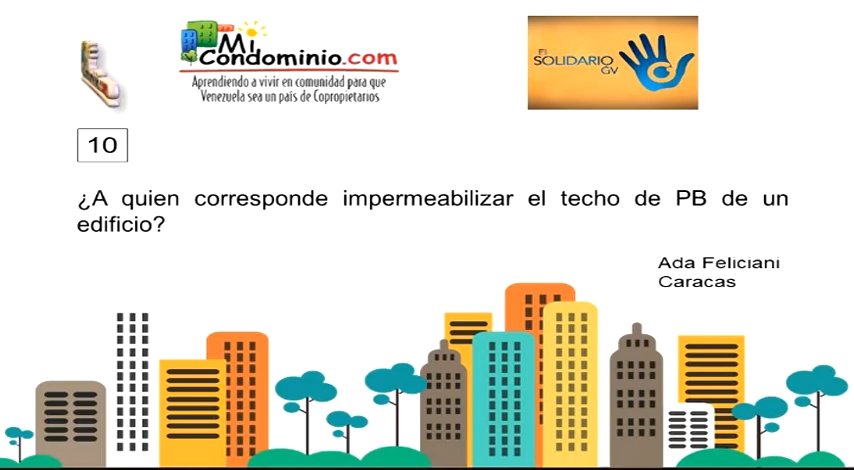 Mi
Condominio.com
Aprendiendo a vivir en comunidad para que
Venezuela sea un país de Copropietarios
El
SOLIDARIO
GV
10
¿A quien corresponde impermeabilizar el techo de PB de un
edificio?
Ada Feliciani
Caracas